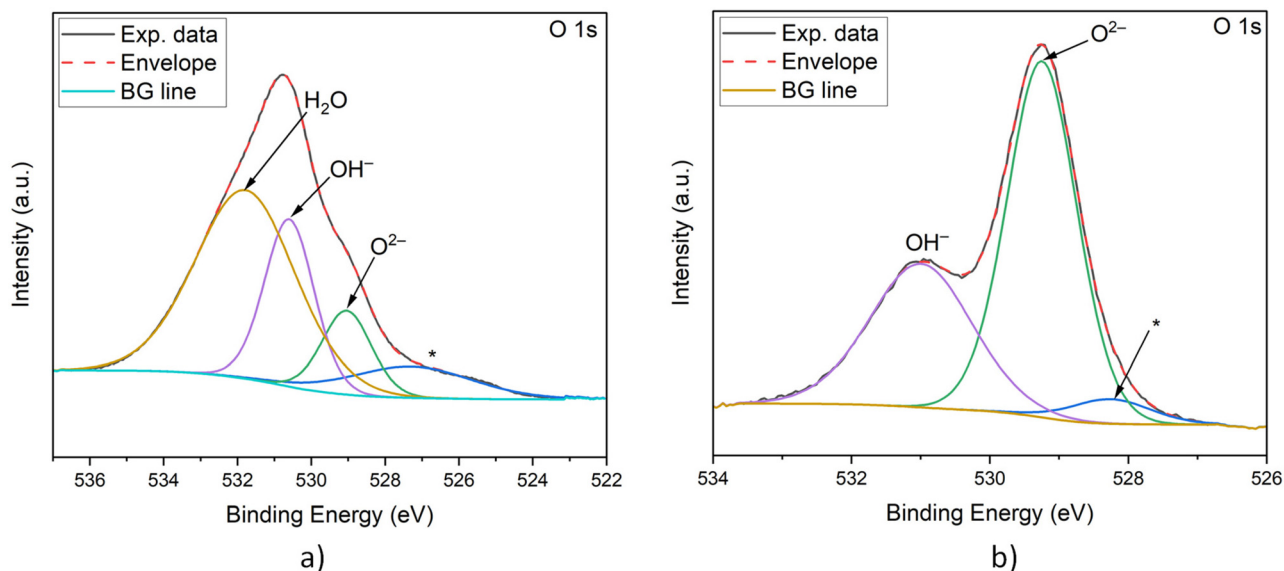 O 1s
Exp. data
Envelope
BG line
H₂O
OH⁻
O²⁻
*
Intensity (a.u.)
536 534 532 530 528 526 524 522
Binding Energy (eV)
a)
O 1s
Exp. data
Envelope
BG line
O²⁻
OH⁻
*
Intensity (a.u.)
534 532 530 528 526
Binding Energy (eV)
b)